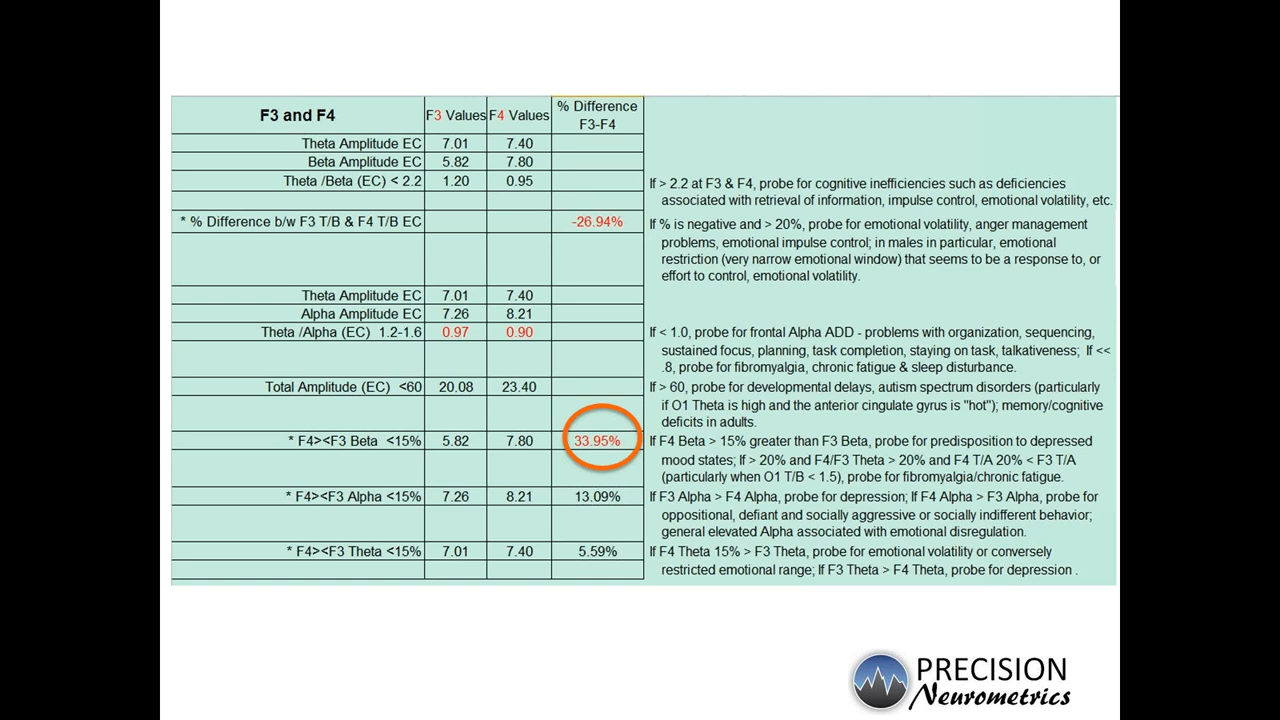 F3 and F4 F3 Values F4 Values % Difference F3-F4
Theta Amplitude EC 7.01 7.40
Beta Amplitude EC 5.82 7.80
Theta /Beta (EC) < 2.2 1.20 0.95 If > 2.2 at F3 & F4, probe for cognitive inefficiencies such as deficiencies
associated with retrieval of information, impulse control, emotional volatility, etc.
* % Difference b/w F3 T/B & F4 T/B EC -26.94% If % is negative and > 20%, probe for emotional volatility, anger management
problems, emotional impulse control; in males in particular, emotional
restriction (very narrow emotional window) that seems to be a response to, or
effort to control, emotional volatility.
Theta Amplitude EC 7.01 7.40
Alpha Amplitude EC 7.26 8.21
Theta /Alpha (EC) 1.2-1.6 0.97 0.90 If < 1.0, probe for frontal Alpha ADD - problems with organization, sequencing,
sustained focus, planning, task completion, staying on task, talkativeness; If <<
.8, probe for fibromyalgia, chronic fatigue & sleep disturbance.
Total Amplitude (EC) <60 20.08 23.40 If > 60, probe for developmental delays, autism spectrum disorders (particularly
if O1 Theta is high and the anterior cingulate gyrus is "hot"); memory/cognitive
deficits in adults.
* F4><F3 Beta <15% 5.82 7.80 33.95% If F4 Beta > 15% greater than F3 Beta, probe for predisposition to depressed
mood states; If > 20% and F4/F3 Theta > 20% and F4 T/A 20% < F3 T/A
(particularly when O1 T/B < 1.5), probe for fibromyalgia/chronic fatigue.
* F4><F3 Alpha <15% 7.26 8.21 13.09% If F3 Alpha > F4 Alpha, probe for depression; If F4 Alpha > F3 Alpha, probe for
oppositional, defiant and socially aggressive or socially indifferent behavior;
general elevated Alpha associated with emotional disregulation.
* F4><F3 Theta <15% 7.01 7.40 5.59% If F4 Theta 15% > F3 Theta, probe for emotional volatility or conversely
restricted emotional range; If F3 Theta > F4 Theta, probe for depression .
PRECISION
Neurometrics